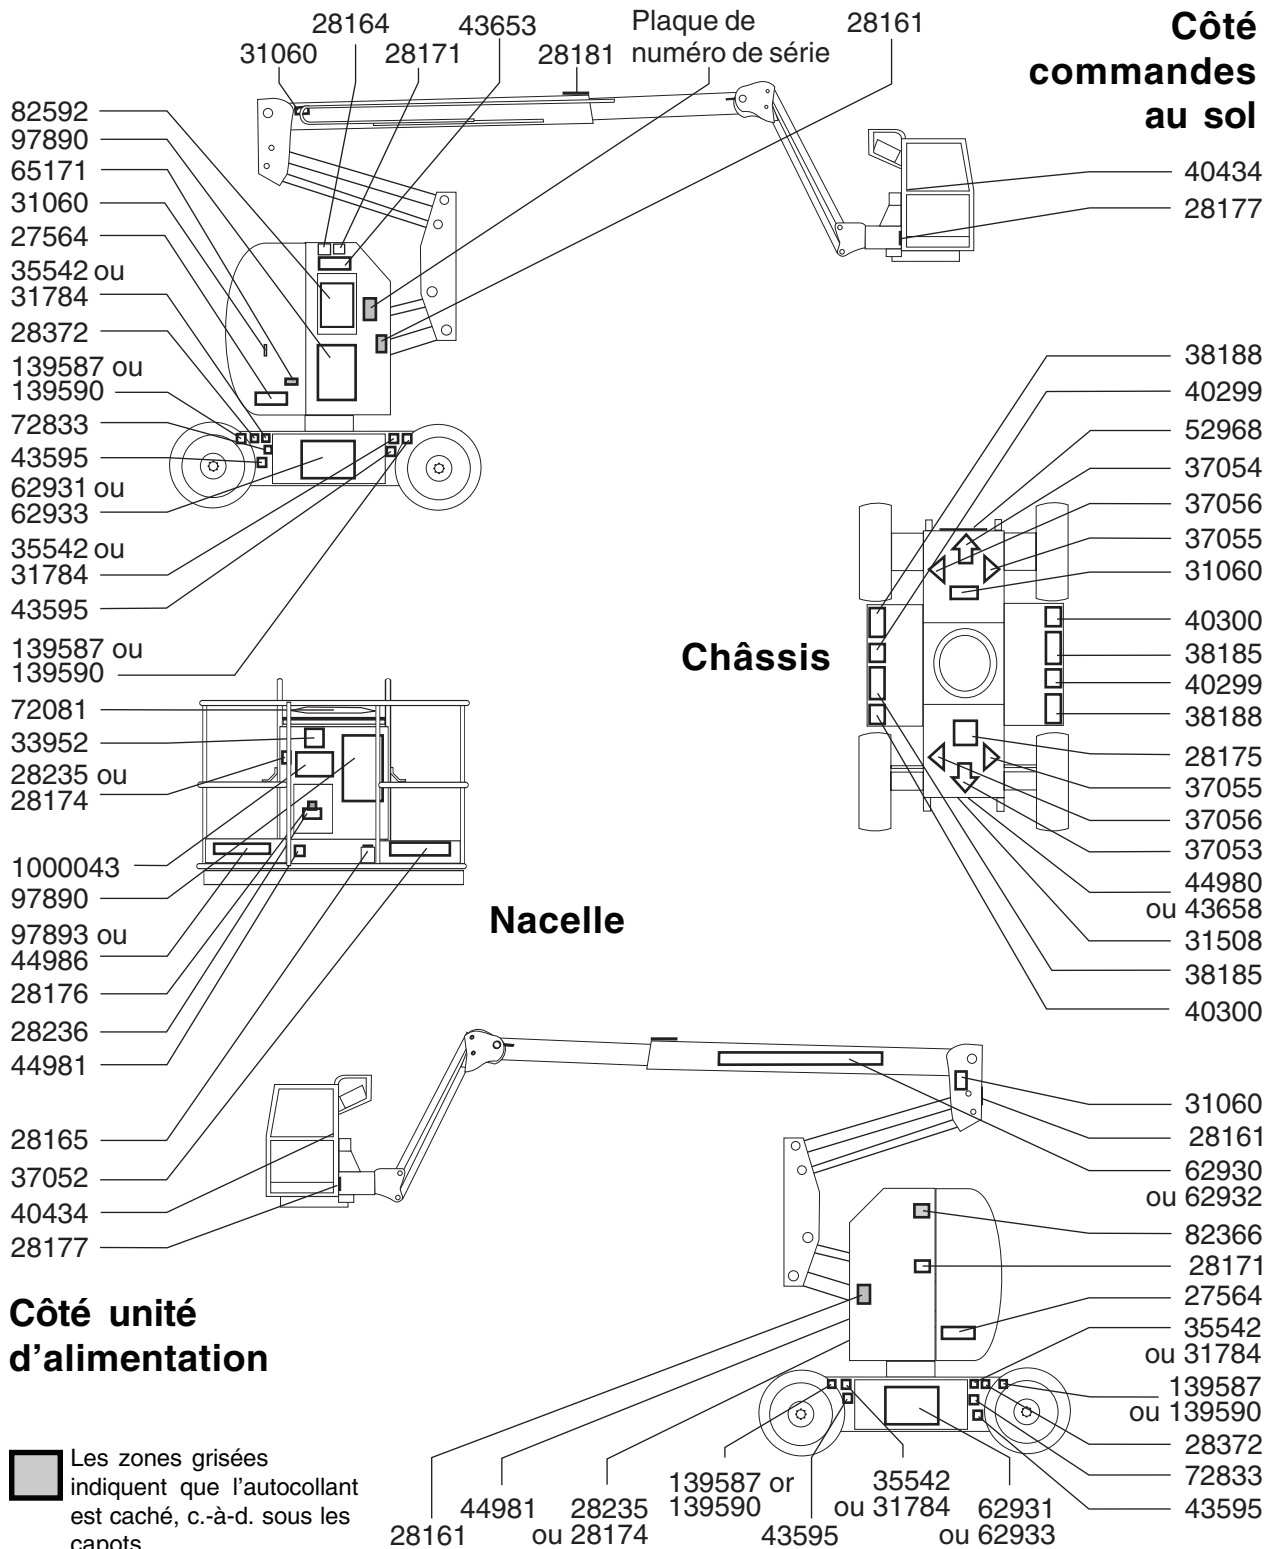 Côté
commandes
au sol
28164
43653
Plaque de
numéro de série
28161
31060
28171
28181
82592
97890
65171
31060
27564
35542 ou
31784
28372
139587 ou
139590
72833
43595
62931 ou
62933
35542 ou
31784
43595
139587 ou
139590
40434
28177
Châssis
38188
40299
52968
37054
37056
37055
31060
40300
38185
40299
38188
28175
37055
37056
37053
44980
ou 43658
31508
38185
40300
72081
33952
28235 ou
28174
1000043
97890
97893 ou
44986
28176
28236
44981
28165
37052
40434
28177
Nacelle
31060
28161
62930
ou 62932
82366
28171
27564
35542
ou 31784
139587
ou 139590
28372
72833
43595
Côté unité
d'alimentation
Les zones grisées
indiquent que l'autocollant
est caché, c.-à-d. sous les
capots
28161
44981
28235
ou 28174
139587 or
139590
43595
35542
ou 31784
62931
ou 62933